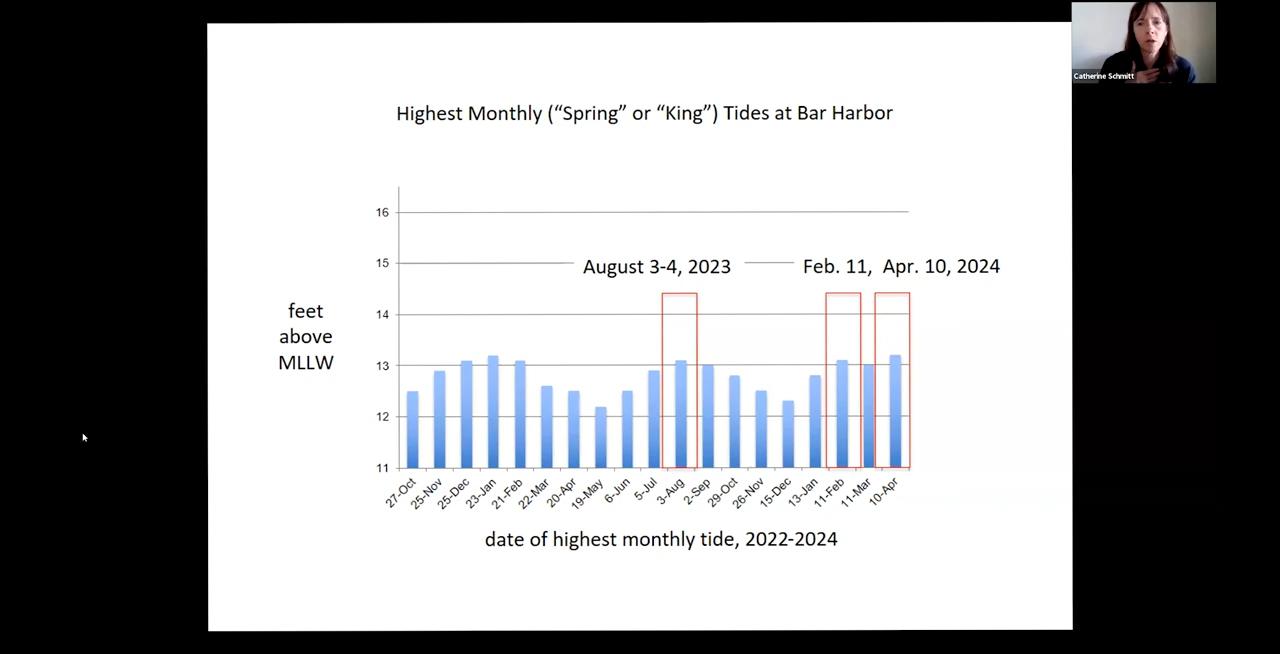 Catherine Schmitt
Highest Monthly (“Spring” or “King”) Tides at Bar Harbor
16
15
August 3-4, 2023
Feb. 11,  Apr. 10, 2024
14
13
12
11
feet
above
MLLW
27-Oct
25-Nov
25-Dec
23-Jan
21-Feb
22-Mar
20-Apr
19-May
6-Jun
5-Jul
3-Aug
2-Sep
29-Oct
26-Nov
15-Dec
13-Jan
11-Feb
11-Mar
10-Apr
date of highest monthly tide, 2022-2024